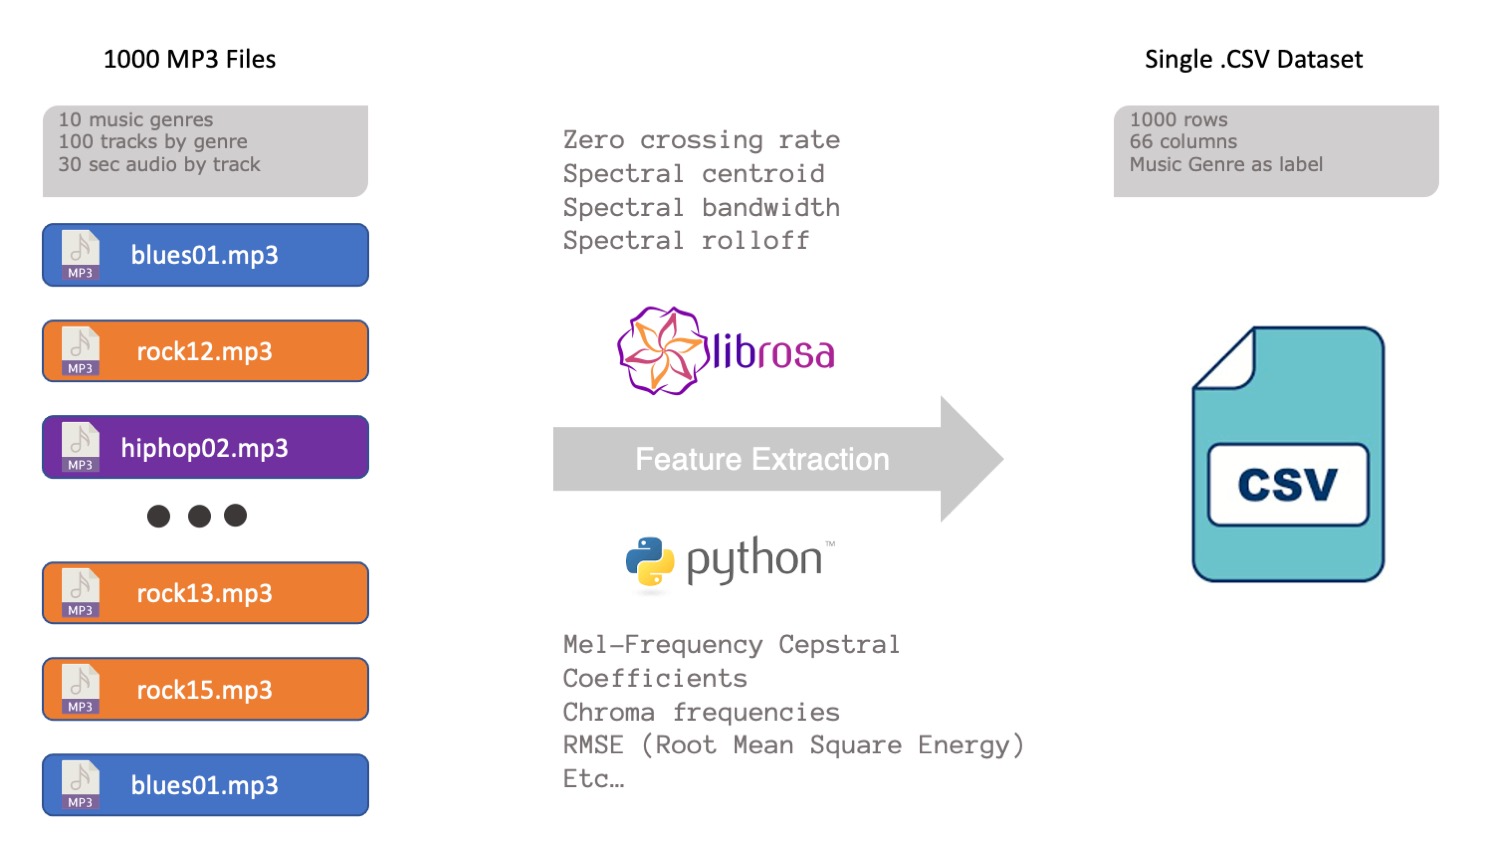 1000 MP3 Files
10 music genres
100 tracks by genre
30 sec audio by track
MP3
blues01.mp3
MP3
rock12.mp3
MP3
hiphop02.mp3
MP3
rock13.mp3
MP3
rock15.mp3
MP3
blues01.mp3
Zero crossing rate
Spectral centroid
Spectral bandwidth
Spectral rolloff
librosa
Feature Extraction
python™
Mel-Frequency Cepstral
Coefficients
Chroma frequencies
RMSE (Root Mean Square Energy)
Etc…
Single .CSV Dataset
1000 rows
66 columns
Music Genre as label
CSV